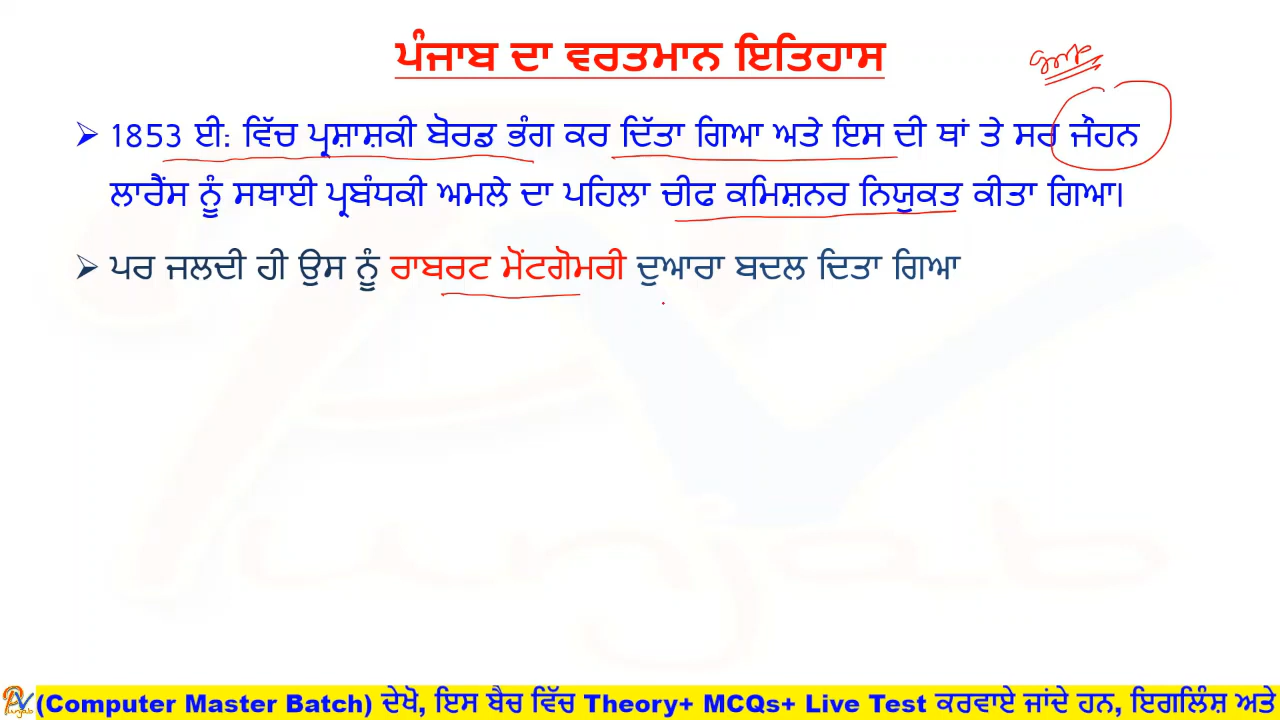 ਪੰਜਾਬ ਦਾ ਵਰਤਮਾਨ ਇਤਿਹਾਸ
1853 ਈ: ਵਿੱਚ ਪ੍ਰਸ਼ਾਸ਼ਕੀ ਬੋਰਡ ਭੰਗ ਕਰ ਦਿੱਤਾ ਗਿਆ ਅਤੇ ਇਸ ਦੀ ਥਾਂ ਤੇ ਸਰ ਜੌਹਨ
ਲਾਰੈਂਸ ਨੂੰ ਸਥਾਈ ਪ੍ਰਬੰਧਕੀ ਅਮਲੇ ਦਾ ਪਹਿਲਾ ਚੀਫ ਕਮਿਸ਼ਨਰ ਨਿਯੁਕਤ ਕੀਤਾ ਗਿਆ।
ਪਰ ਜਲਦੀ ਹੀ ਉਸ ਨੂੰ ਰਾਬਰਟ ਮੋਂਟਗੋਮਰੀ ਦੁਆਰਾ ਬਦਲ ਦਿਤਾ ਗਿਆ
Punjab
(Computer Master Batch) ਦੇਖੋ, ਇਸ ਬੈਚ ਵਿੱਚ Theory+ MCQs+ Live Test ਕਰਵਾਏ ਜਾਂਦੇ ਹਨ, ਇਗਲਿੰਸ਼ ਅਤੇ